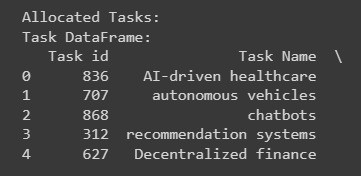 Allocated Tasks:
Task DataFrame:
Task id Task Name \
0 836 AI-driven healthcare
1 707 autonomous vehicles
2 868 chatbots
3 312 recommendation systems
4 627 Decentralized finance